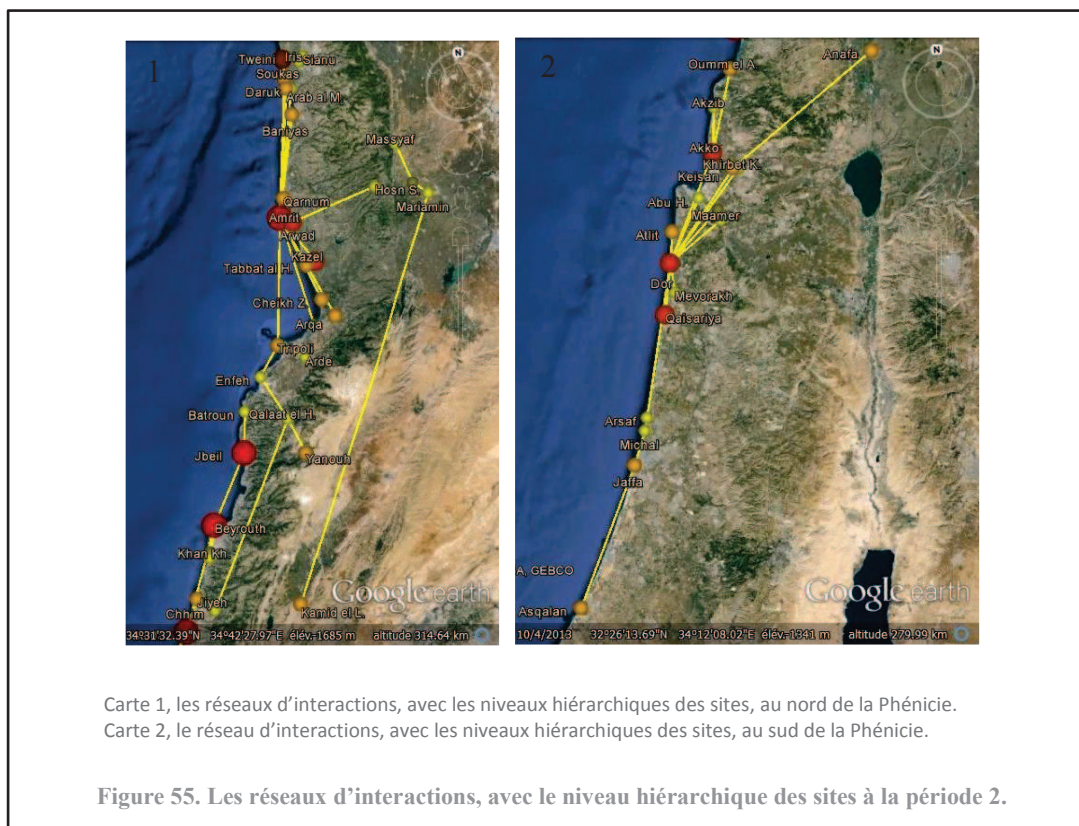 1
Tweini
Iris
Sianu
Soukas
Daruk
Arab al M.
Baniyas
Massyaf
Hosn S.
Qarnum
Mariamin
Amrit
Arwad
Kazel
Tabbat al H.
Cheikh Z.
Arqa
Tripoli
Arde
Enfeh
Batroun
Qalaat el H.
Jbeil
Yanouh
Beyrouth
Khan Kh.
Jiyeh
Chhim
Kamid el L.
Google earth
34°31'32.39"N 34°42'27.97"E élév.-1685 m altitude 314.64 km
N
2
Oumm el A.
Anafa
N
Akzib
Akko
Khirbet K.
Keisan
Abu H.
Maamer
Atlit
Dor
Mevorakh
Qaisariya
Arsaf
Michal
Jaffa
A, GEBCO
Google earth
Asqalan
10/4/2013 32°26'13.69"N 34°12'08.02"E élév.-1341 m altitude 279.99 km
Carte 1, les réseaux d'interactions, avec les niveaux hiérarchiques des sites, au nord de la Phénicie.
Carte 2, le réseau d'interactions, avec les niveaux hiérarchiques des sites, au sud de la Phénicie.
Figure 55. Les réseaux d'interactions, avec le niveau hiérarchique des sites à la période 2.